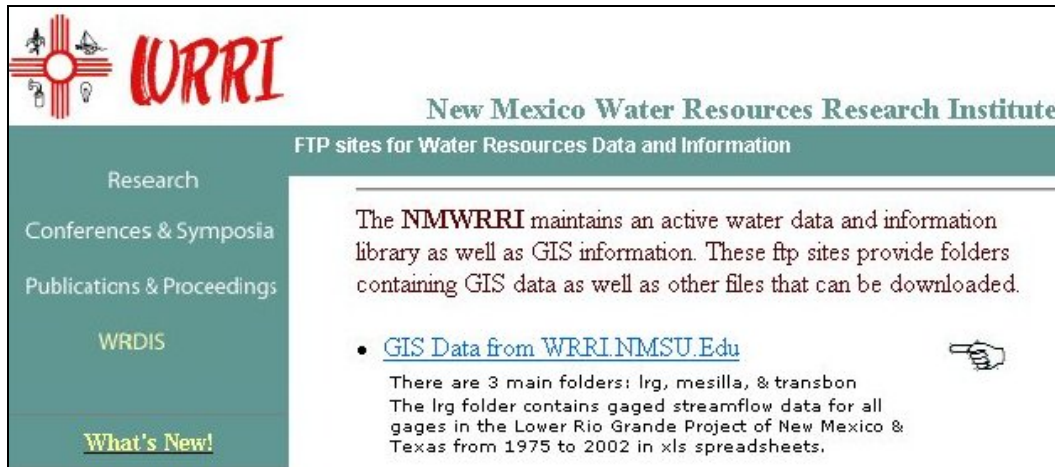 WRRI
New Mexico Water Resources Research Institute
FTP sites for Water Resources Data and Information
Research
Conferences & Symposia
Publications & Proceedings
WRDIS
What's New!
The NMWRRI maintains an active water data and information
library as well as GIS information. These ftp sites provide folders
containing GIS data as well as other files that can be downloaded.
• GIS Data from WRRI.NMSU.Edu
There are 3 main folders: lrg, mesilla, & transbon
The lrg folder contains gaged streamflow data for all
gages in the Lower Rio Grande Project of New Mexico &
Texas from 1975 to 2002 in xls spreadsheets.